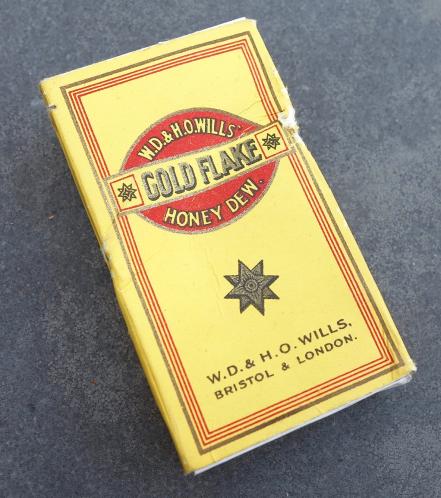 W.D.& H.O.WILLS'
GOLD FLAKE
HONEY DEW.
W.D.& H.O.WILLS,
BRISTOL & LONDON.